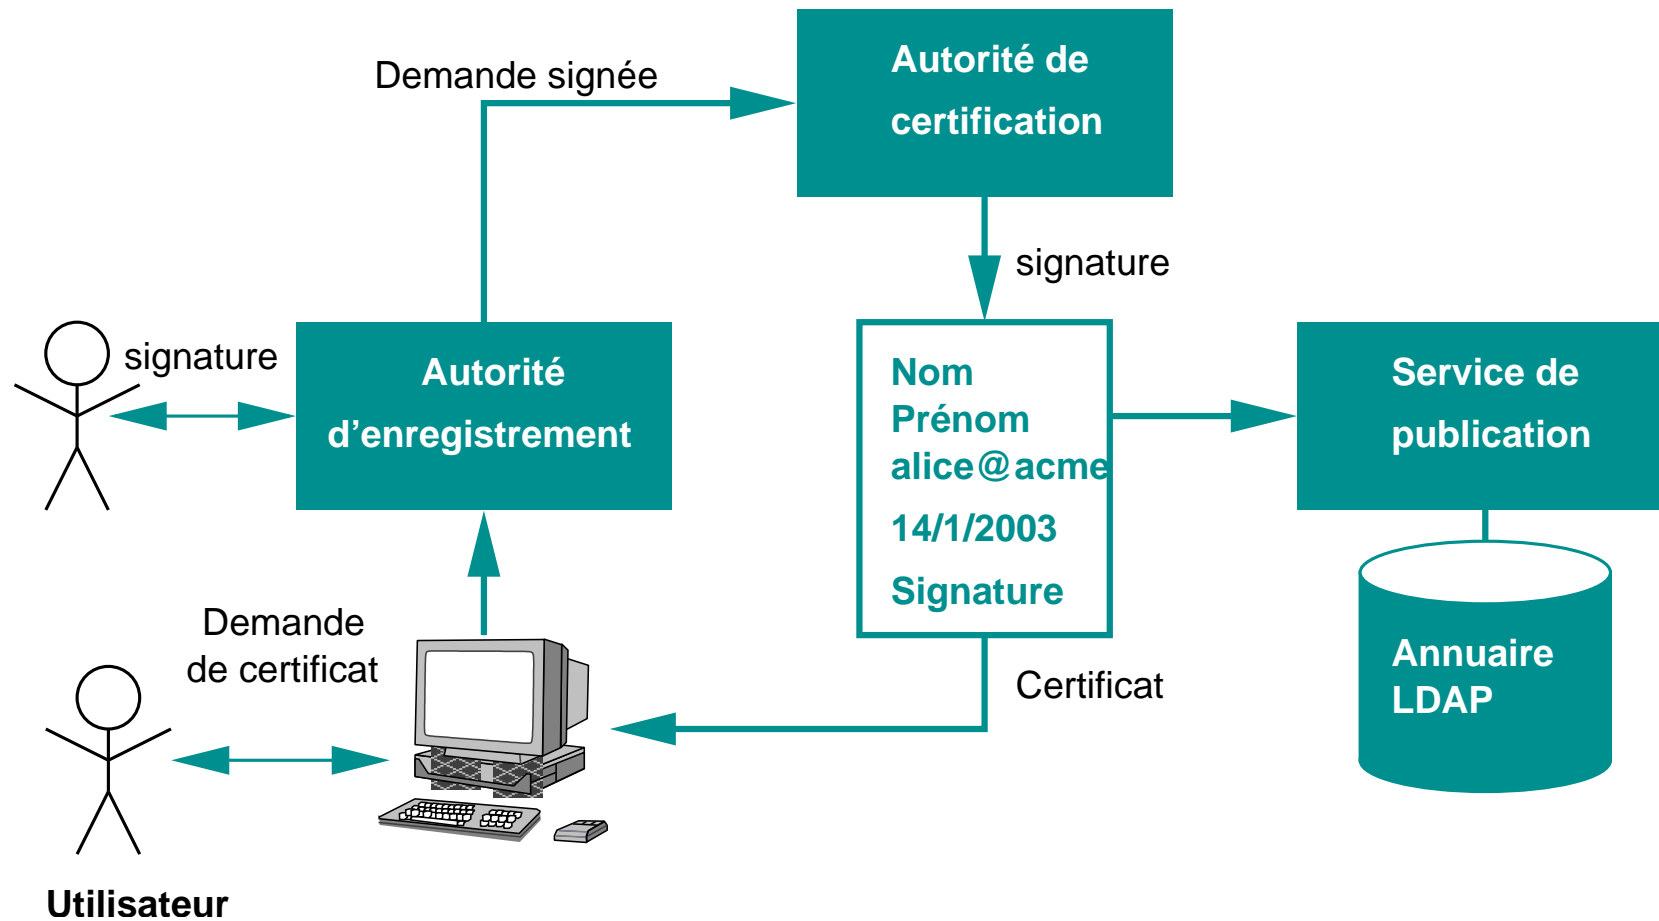 Demande signée
Autorité de
certification
signature
signature
Autorité
d’enregistrement
Nom
Prénom
alice@acme
14/1/2003
Signature
Service de
publication
Demande
de certificat
Certificat
Annuaire
LDAP
Utilisateur